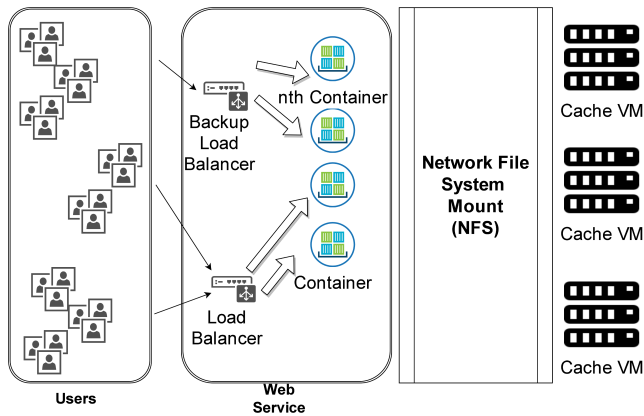 nth Container
Backup
Load
Balancer
Container
Load
Balancer
Network File
System
Mount
(NFS)
Cache VM
Cache VM
Cache VM
Users
Web
Service